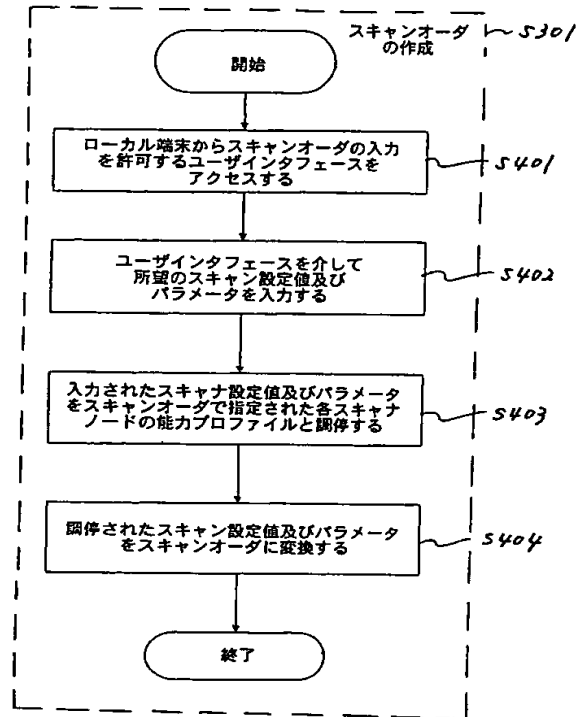 スキャンオーダ
の作成
S301
開始
ローカル端末からスキャンオーダの入力
を許可するユーザインタフェースを
アクセスする
S401
ユーザインタフェースを介して
所望のスキャン設定値及び
パラメータを入力する
S402
入力されたスキャナ設定値及びパラメータ
をスキャンオーダで指定された各スキャナ
ノードの能力プロファイルと調停する
S403
調停されたスキャン設定値及びパラメータ
をスキャンオーダに変換する
S404
終了